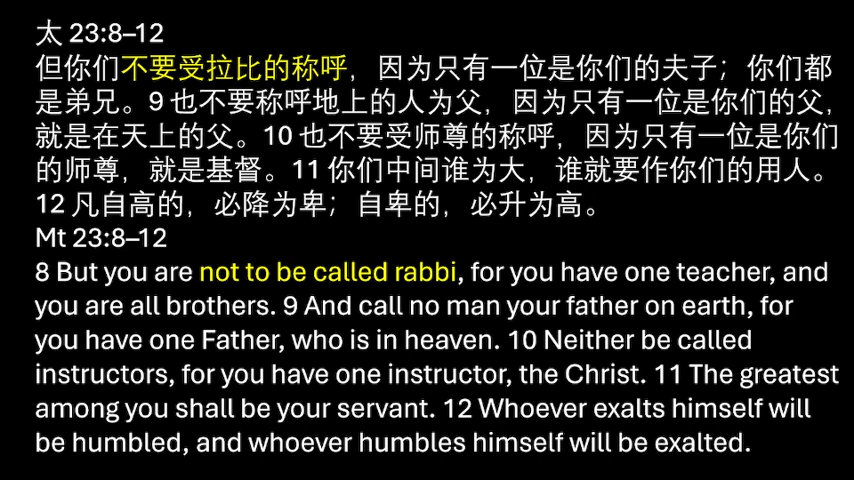 太 23:8–12
但你们不要受拉比的称呼，因为只有一位是你们的夫子；你们都
是弟兄。9 也不要称呼地上的人为父，因为只有一位是你们的父，
就是在天上的父。10 也不要受师尊的称呼，因为只有一位是你们
的师尊，就是基督。11 你们中间谁为大，谁就要作你们的用人。
12 凡自高的，必降为卑；自卑的，必升为高。
Mt 23:8–12
8 But you are not to be called rabbi, for you have one teacher, and
you are all brothers. 9 And call no man your father on earth, for
you have one Father, who is in heaven. 10 Neither be called
instructors, for you have one instructor, the Christ. 11 The greatest
among you shall be your servant. 12 Whoever exalts himself will
be humbled, and whoever humbles himself will be exalted.